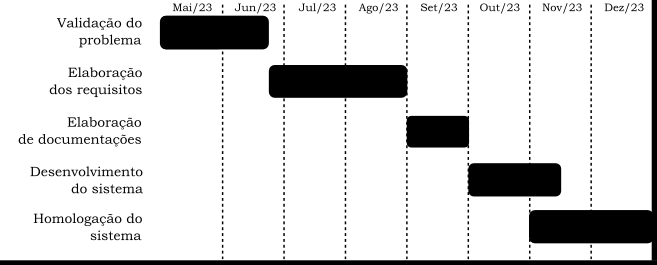 Mai/23 Jun/23 Jul/23 Ago/23 Set/23 Out/23 Nov/23 Dez/23
Validação do
problema
Elaboração
dos requisitos
Elaboração
de documentações
Desenvolvimento
do sistema
Homologação do
sistema